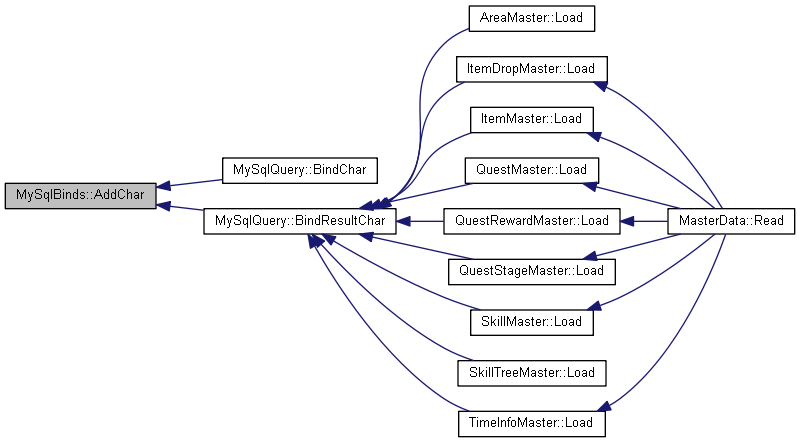 AreaMaster::Load
ItemDropMaster::Load
ItemMaster::Load
MySqlQuery::BindChar
QuestMaster::Load
MySqlBinds::AddChar
MySqlQuery::BindResultChar
QuestRewardMaster::Load
MasterData::Read
QuestStageMaster::Load
SkillMaster::Load
SkillTreeMaster::Load
TimeInfoMaster::Load